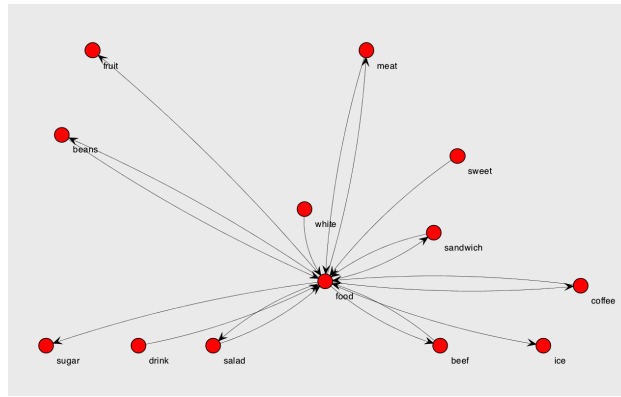 fruit
meat
beans
sweet
white
sandwich
food
coffee
sugar
drink
salad
beef
ice